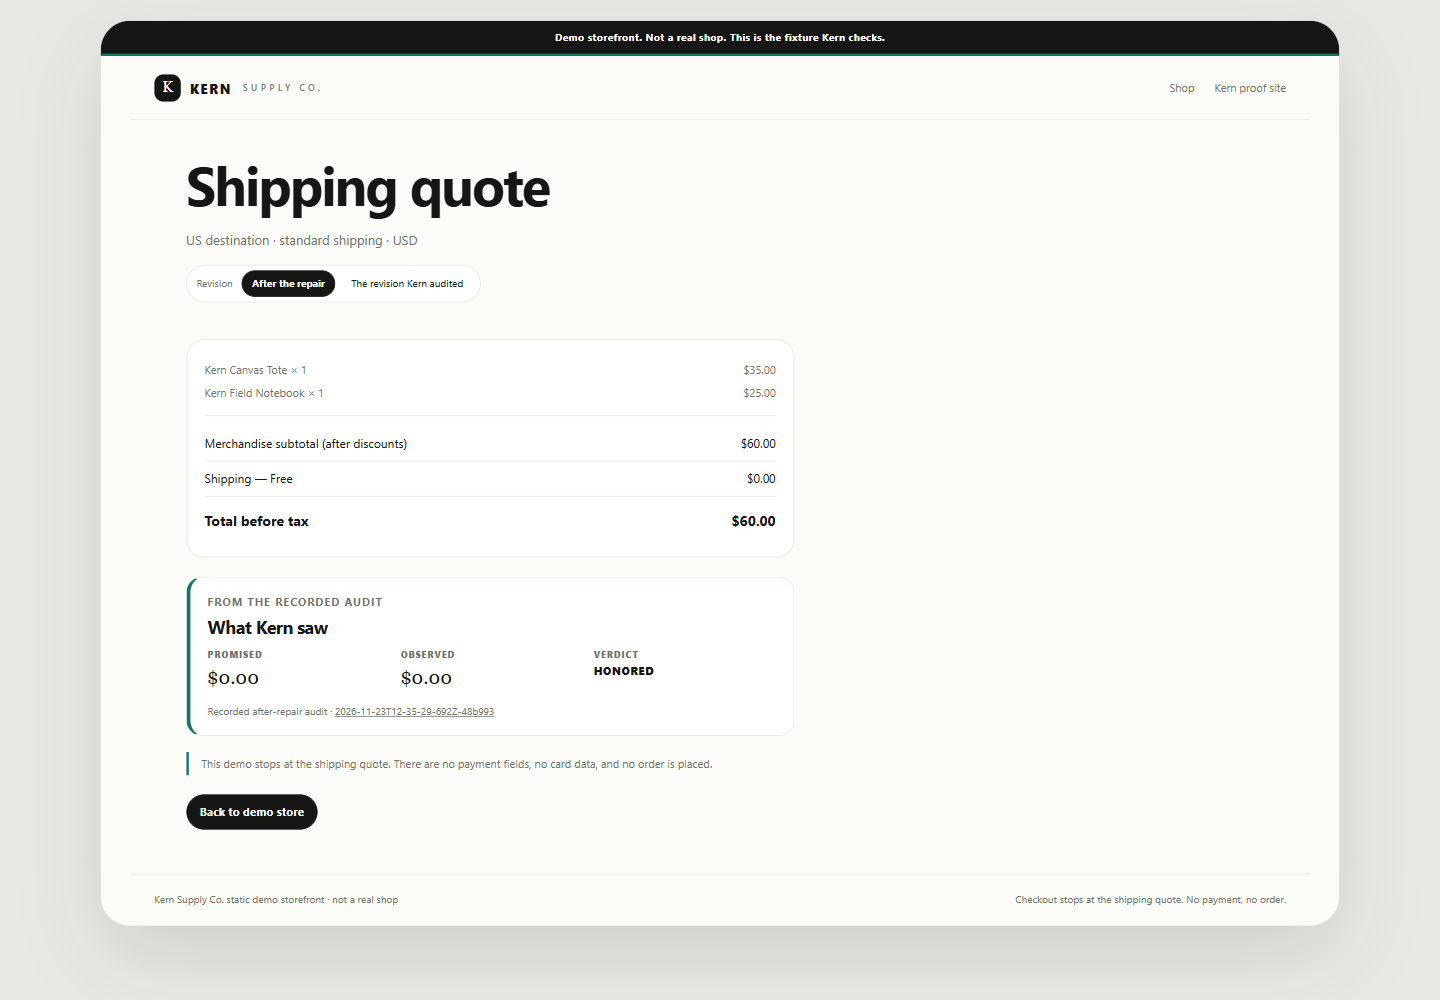 Demo storefront. Not a real shop. This is the fixture Kern checks.
K KERN SUPPLY CO. Shop Kern proof site
Shipping quote
US destination · standard shipping · USD
Revision After the repair The revision Kern audited
Kern Canvas Tote × 1 $35.00
Kern Field Notebook × 1 $25.00
Merchandise subtotal (after discounts) $60.00
Shipping — Free $0.00
Total before tax $60.00
FROM THE RECORDED AUDIT
What Kern saw
PROMISED OBSERVED VERDICT
$0.00 $0.00 HONORED
Recorded after-repair audit · 2026-11-23T12-35-29-692Z-48b993
This demo stops at the shipping quote. There are no payment fields, no card data, and no order is placed.
Back to demo store
Kern Supply Co. static demo storefront · not a real shop Checkout stops at the shipping quote. No payment, no order.